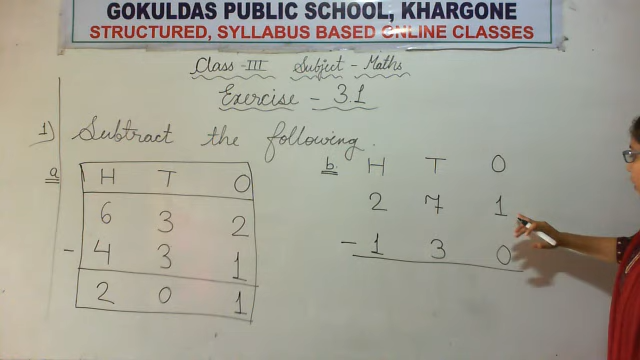 GOKULDAS PUBLIC SCHOOL, KHARGONE
STRUCTURED, SYLLABUS BASED ONLINE CLASSES
Class - III Subject - Maths
Exercise - 3.1
1) Subtract the following.
a
H T O
6 3 2
- 4 3 1
2 0 1
b.
H T O
2 7 1
- 1 3 0